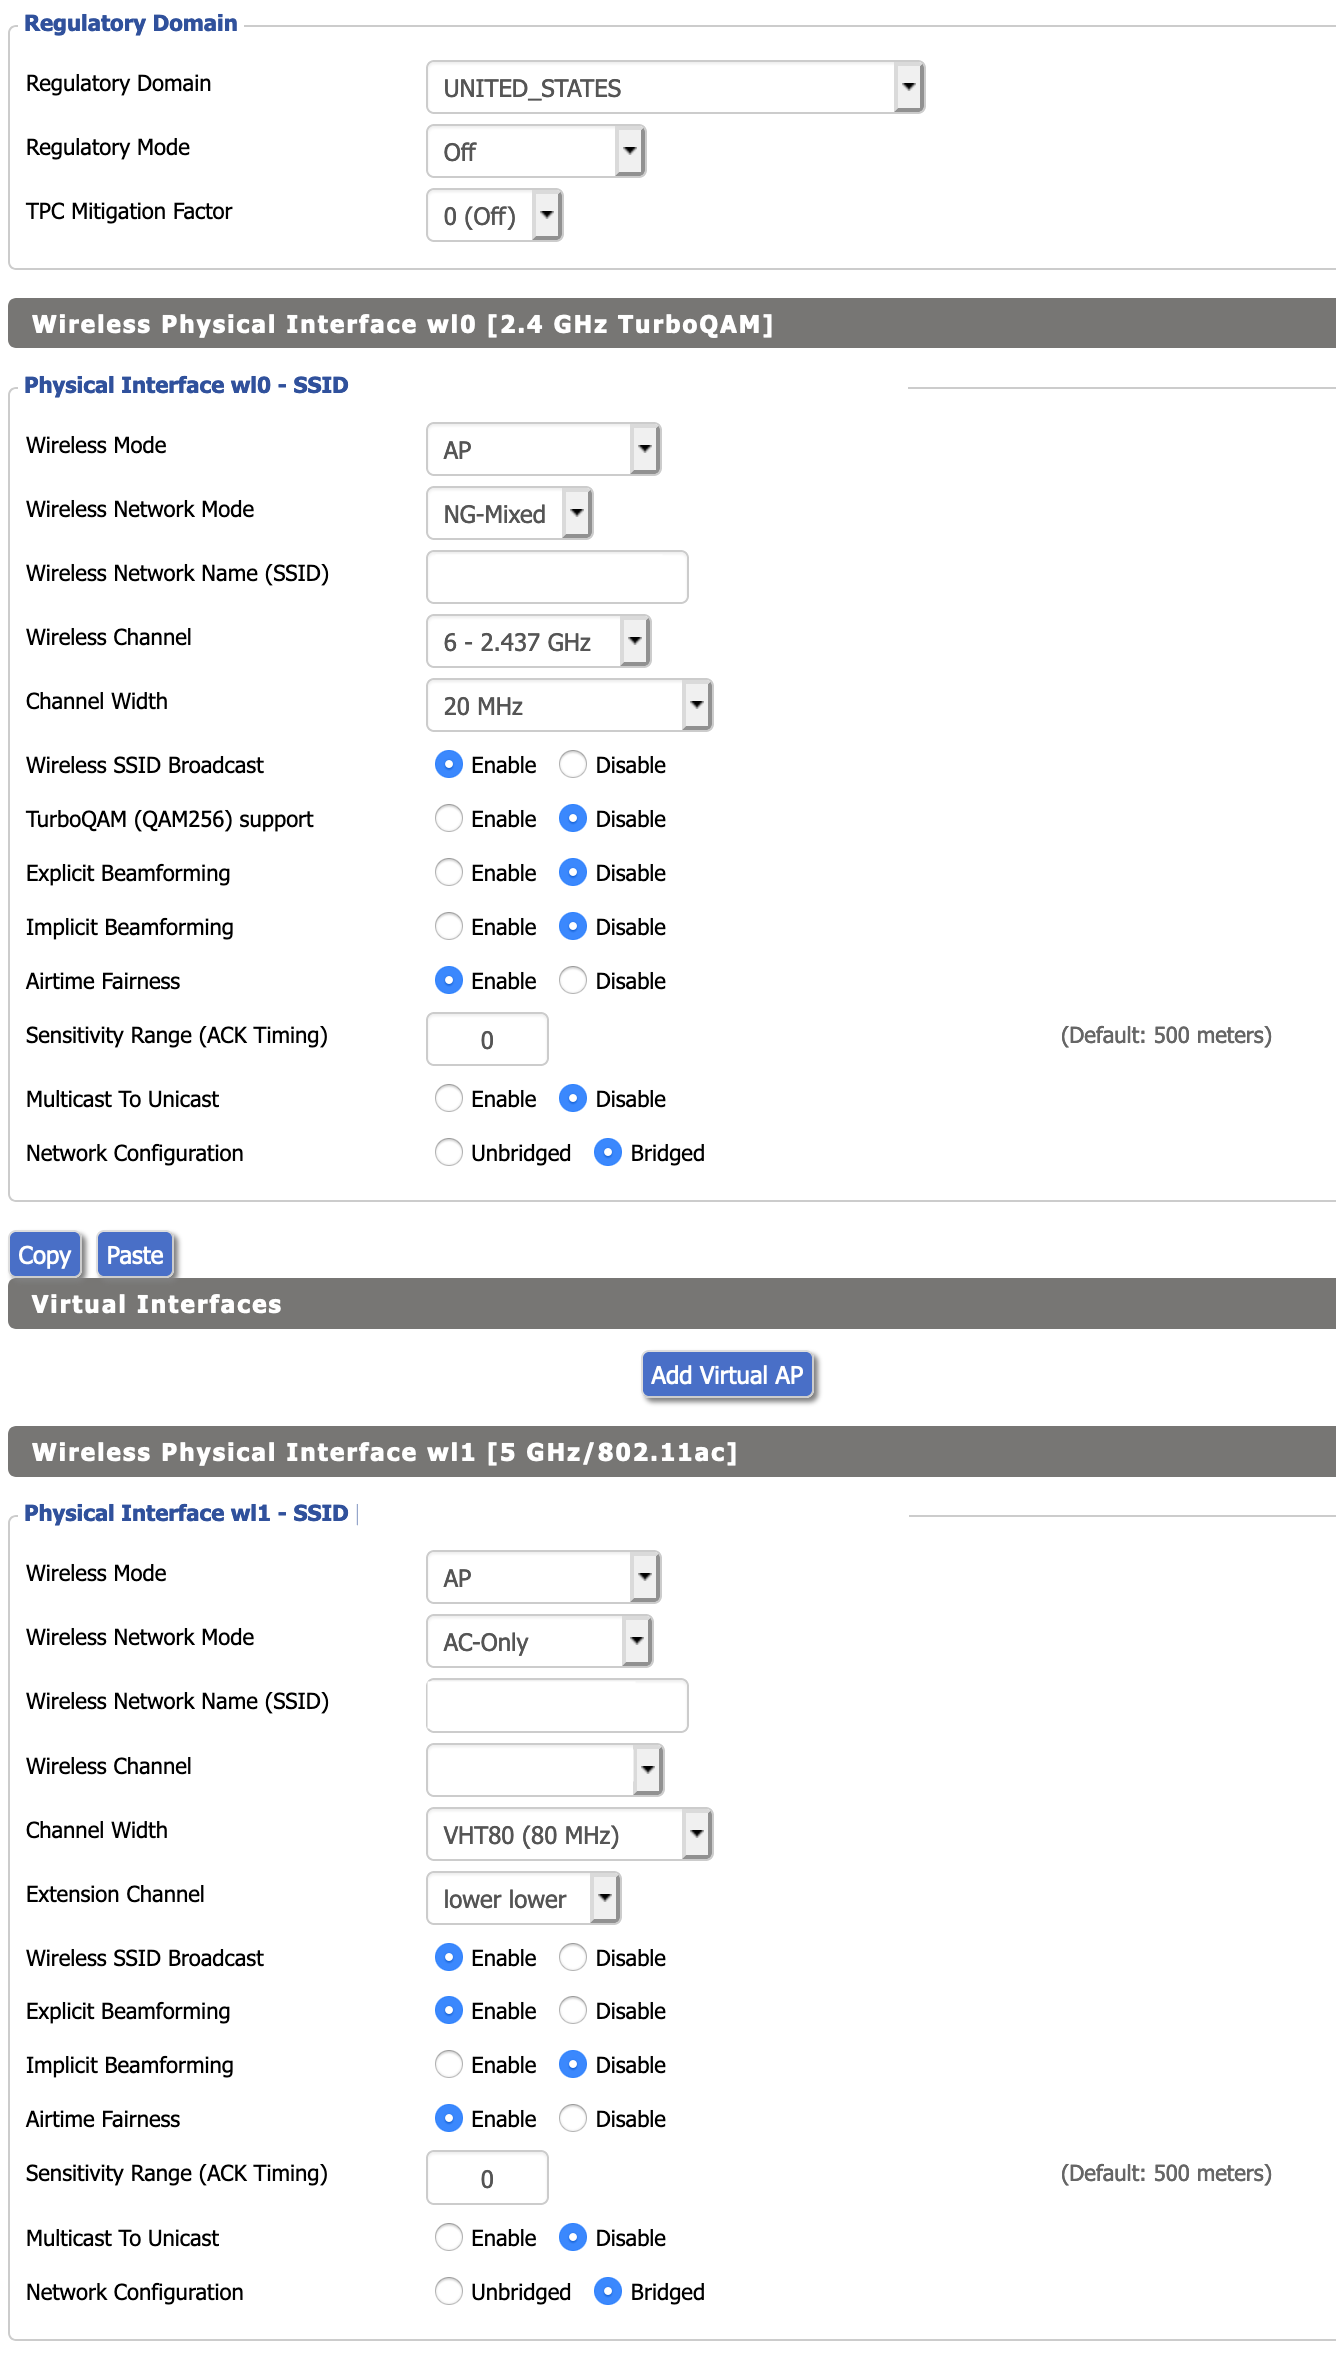 Regulatory Domain
Regulatory Domain UNITED_STATES
Regulatory Mode Off
TPC Mitigation Factor 0 (Off)
Wireless Physical Interface wl0 [2.4 GHz TurboQAM]
Physical Interface wl0 - SSID
Wireless Mode AP
Wireless Network Mode NG-Mixed
Wireless Network Name (SSID)
Wireless Channel 6 - 2.437 GHz
Channel Width 20 MHz
Wireless SSID Broadcast Enable Disable
TurboQAM (QAM256) support Enable Disable
Explicit Beamforming Enable Disable
Implicit Beamforming Enable Disable
Airtime Fairness Enable Disable
Sensitivity Range (ACK Timing) 0 (Default: 500 meters)
Multicast To Unicast Enable Disable
Network Configuration Unbridged Bridged
Copy Paste
Virtual Interfaces
Add Virtual AP
Wireless Physical Interface wl1 [5 GHz/802.11ac]
Physical Interface wl1 - SSID
Wireless Mode AP
Wireless Network Mode AC-Only
Wireless Network Name (SSID)
Wireless Channel
Channel Width VHT80 (80 MHz)
Extension Channel lower lower
Wireless SSID Broadcast Enable Disable
Explicit Beamforming Enable Disable
Implicit Beamforming Enable Disable
Airtime Fairness Enable Disable
Sensitivity Range (ACK Timing) 0 (Default: 500 meters)
Multicast To Unicast Enable Disable
Network Configuration Unbridged Bridged